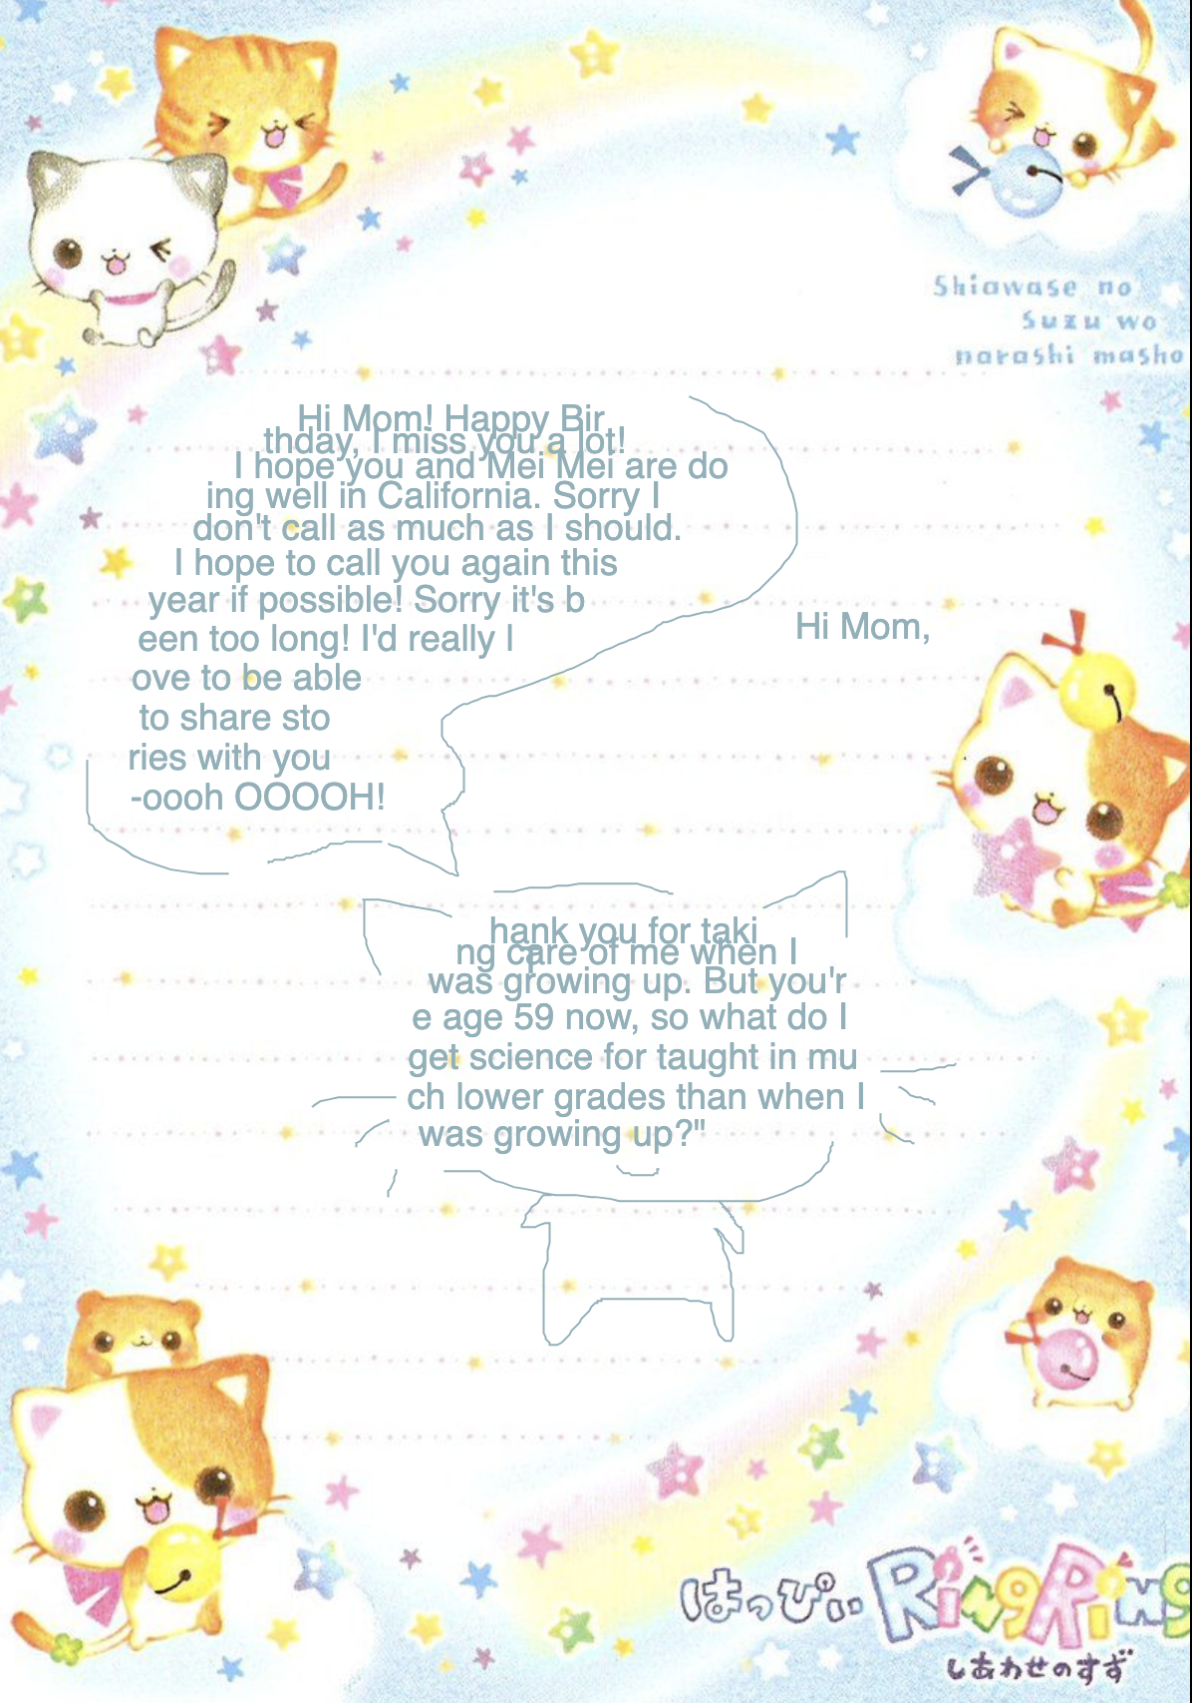 Shiawase no
Suzu wo
narashi masho
Hi Mom! Happy Bir
thday, I miss you a lot!
I hope you and Mei Mei are do
ing well in California. Sorry I
don't call as much as I should.
I hope to call you again this
year if possible! Sorry it's b
een too long! I'd really l
ove to be able
to share sto
ries with you
-oooh OOOOH!
Hi Mom,
hank you for taki
ng care of me when I
was growing up. But you'r
e age 59 now, so what do I
get science for taught in mu
ch lower grades than when I
was growing up?"
はっぴぃ RiNgRiNg
しあわせのすず